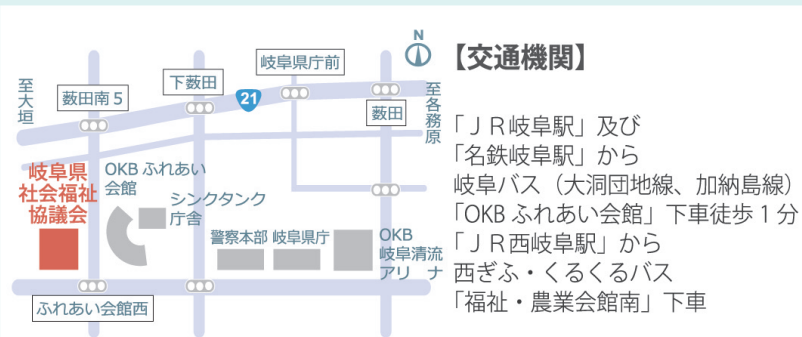 N
岐阜県庁前
下薮田
薮田南5
至大垣
21
薮田
至各務原
岐阜県
社会福祉
協議会
OKB ふれあい
会館
シンクタンク
庁舎
警察本部
岐阜県庁
OKB
岐阜清流
アリ ナ
ふれあい会館西
【交通機関】
「ＪＲ岐阜駅」及び
「名鉄岐阜駅」から
岐阜バス（大洞団地線、加納島線）
「OKB ふれあい会館」下車徒歩 1 分
「ＪＲ西岐阜駅」から
西ぎふ・くるくるバス
「福祉・農業会館南」下車